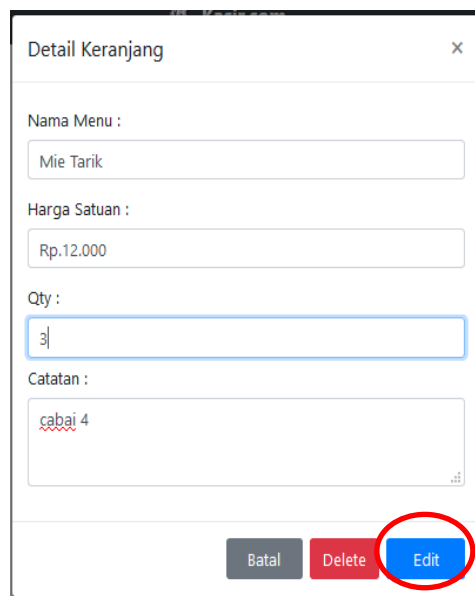 Detail Keranjang ×
Nama Menu :
Mie Tarik
Harga Satuan :
Rp.12.000
Qty :
3
Catatan :
cabai 4
Batal Delete Edit